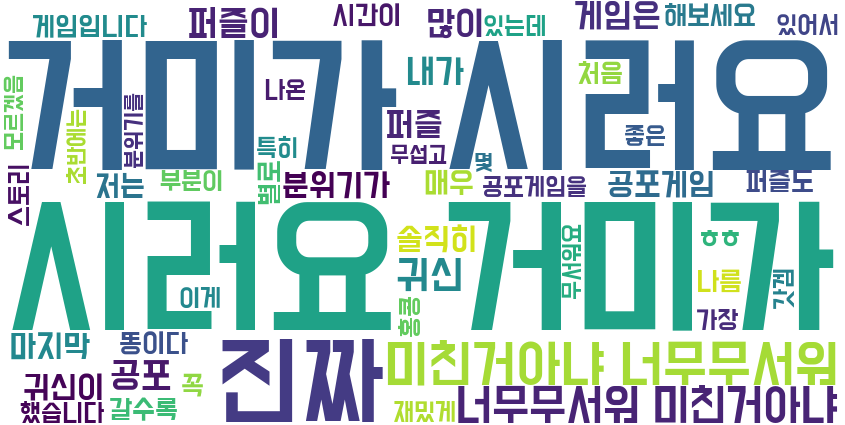 게임입니다 퍼즐이 시간이 많이 있는데 게임은 해보세요 있어서
거미가 시러요
모르겠음
초반에는
분위기를
나온
내가
처음
퍼즐
무섭고
좋은
특히
몇
스토리
저는 부분이
별로
분위기가 매우 공포게임을 공포게임 퍼즐도
시러요 거미가
솔직히
귀신
무서워요
ㅎㅎ
나름
갓겜
이게
홍콩
가장
마지막 똥이다
진짜
미친거아냐 너무무서워
귀신이 공포 꼭
했습니다 갈수록
재밌게
너무무서워 미친거아냐